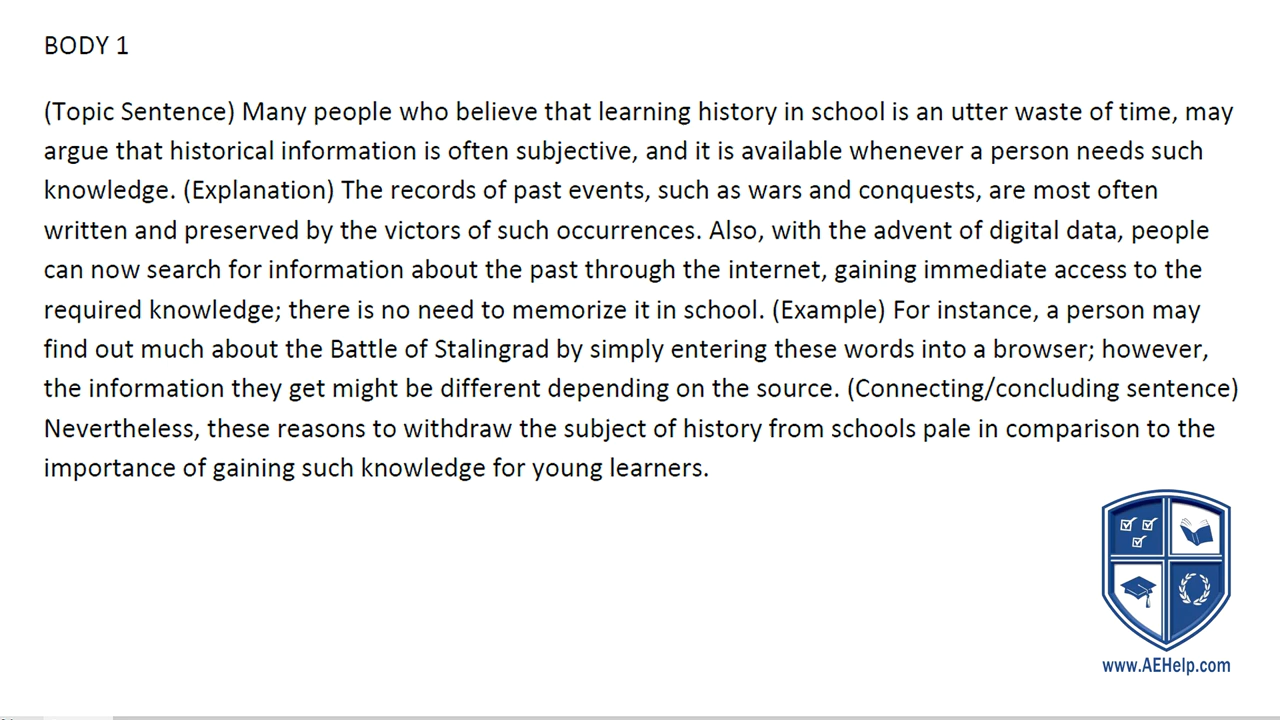 BODY 1
(Topic Sentence) Many people who believe that learning history in school is an utter waste of time, may
argue that historical information is often subjective, and it is available whenever a person needs such
knowledge. (Explanation) The records of past events, such as wars and conquests, are most often
written and preserved by the victors of such occurrences. Also, with the advent of digital data, people
can now search for information about the past through the internet, gaining immediate access to the
required knowledge; there is no need to memorize it in school. (Example) For instance, a person may
find out much about the Battle of Stalingrad by simply entering these words into a browser; however,
the information they get might be different depending on the source. (Connecting/concluding sentence)
Nevertheless, these reasons to withdraw the subject of history from schools pale in comparison to the
importance of gaining such knowledge for young learners.
www.AEHelp.com